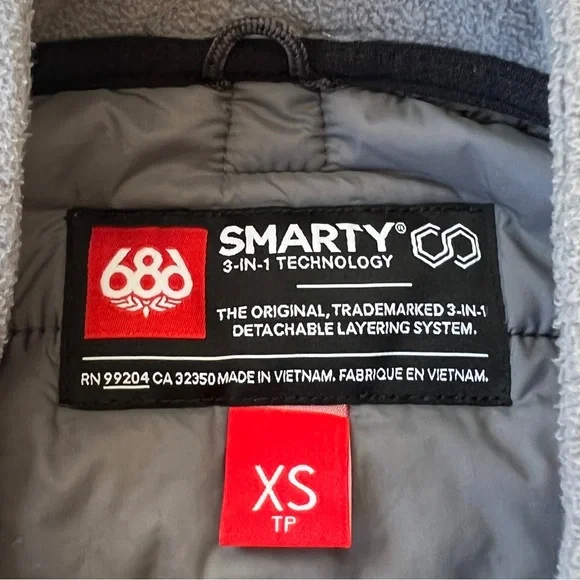 686
SMARTY®
3-IN-1 TECHNOLOGY
THE ORIGINAL, TRADEMARKED 3-IN-1
DETACHABLE LAYERING SYSTEM.
RN 99204 CA 32350 MADE IN VIETNAM. FABRIQUE EN VIETNAM.
XS
TP